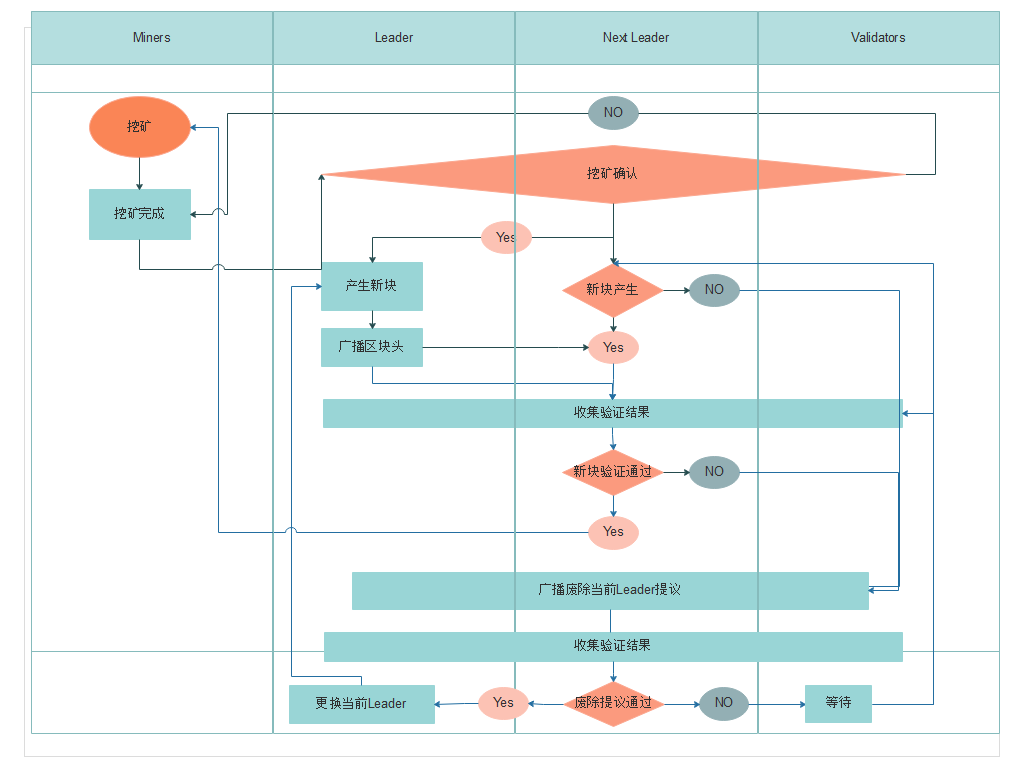 Miners
Leader
Next Leader
Validators
NO
挖矿
挖矿确认
挖矿完成
Yes
产生新块
新块产生
NO
广播区块头
Yes
收集验证结果
新块验证通过
NO
Yes
广播废除当前Leader提议
收集验证结果
更换当前Leader
Yes
废除提议通过
NO
等待